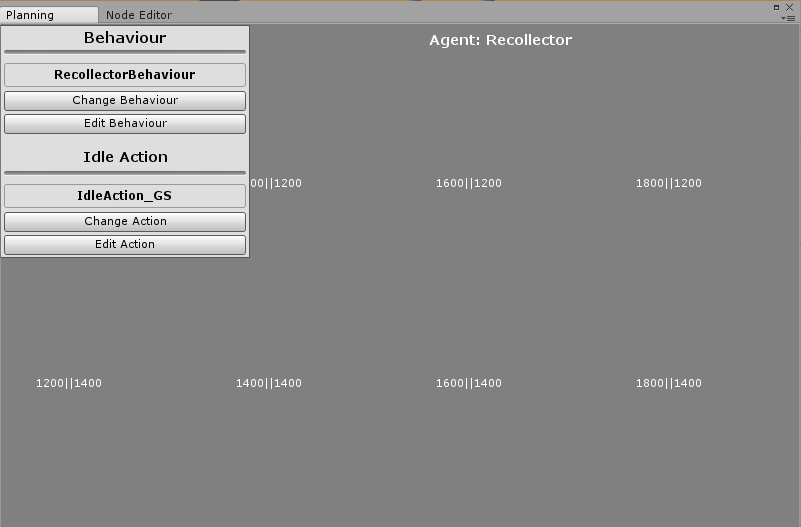 Planning
Node Editor
Behaviour
Agent: Recollector
RecollectorBehaviour
Change Behaviour
Edit Behaviour
Idle Action
00||1200
1600||1200
1800||1200
IdleAction_GS
Change Action
Edit Action
1200||1400
1400||1400
1600||1400
1800||1400